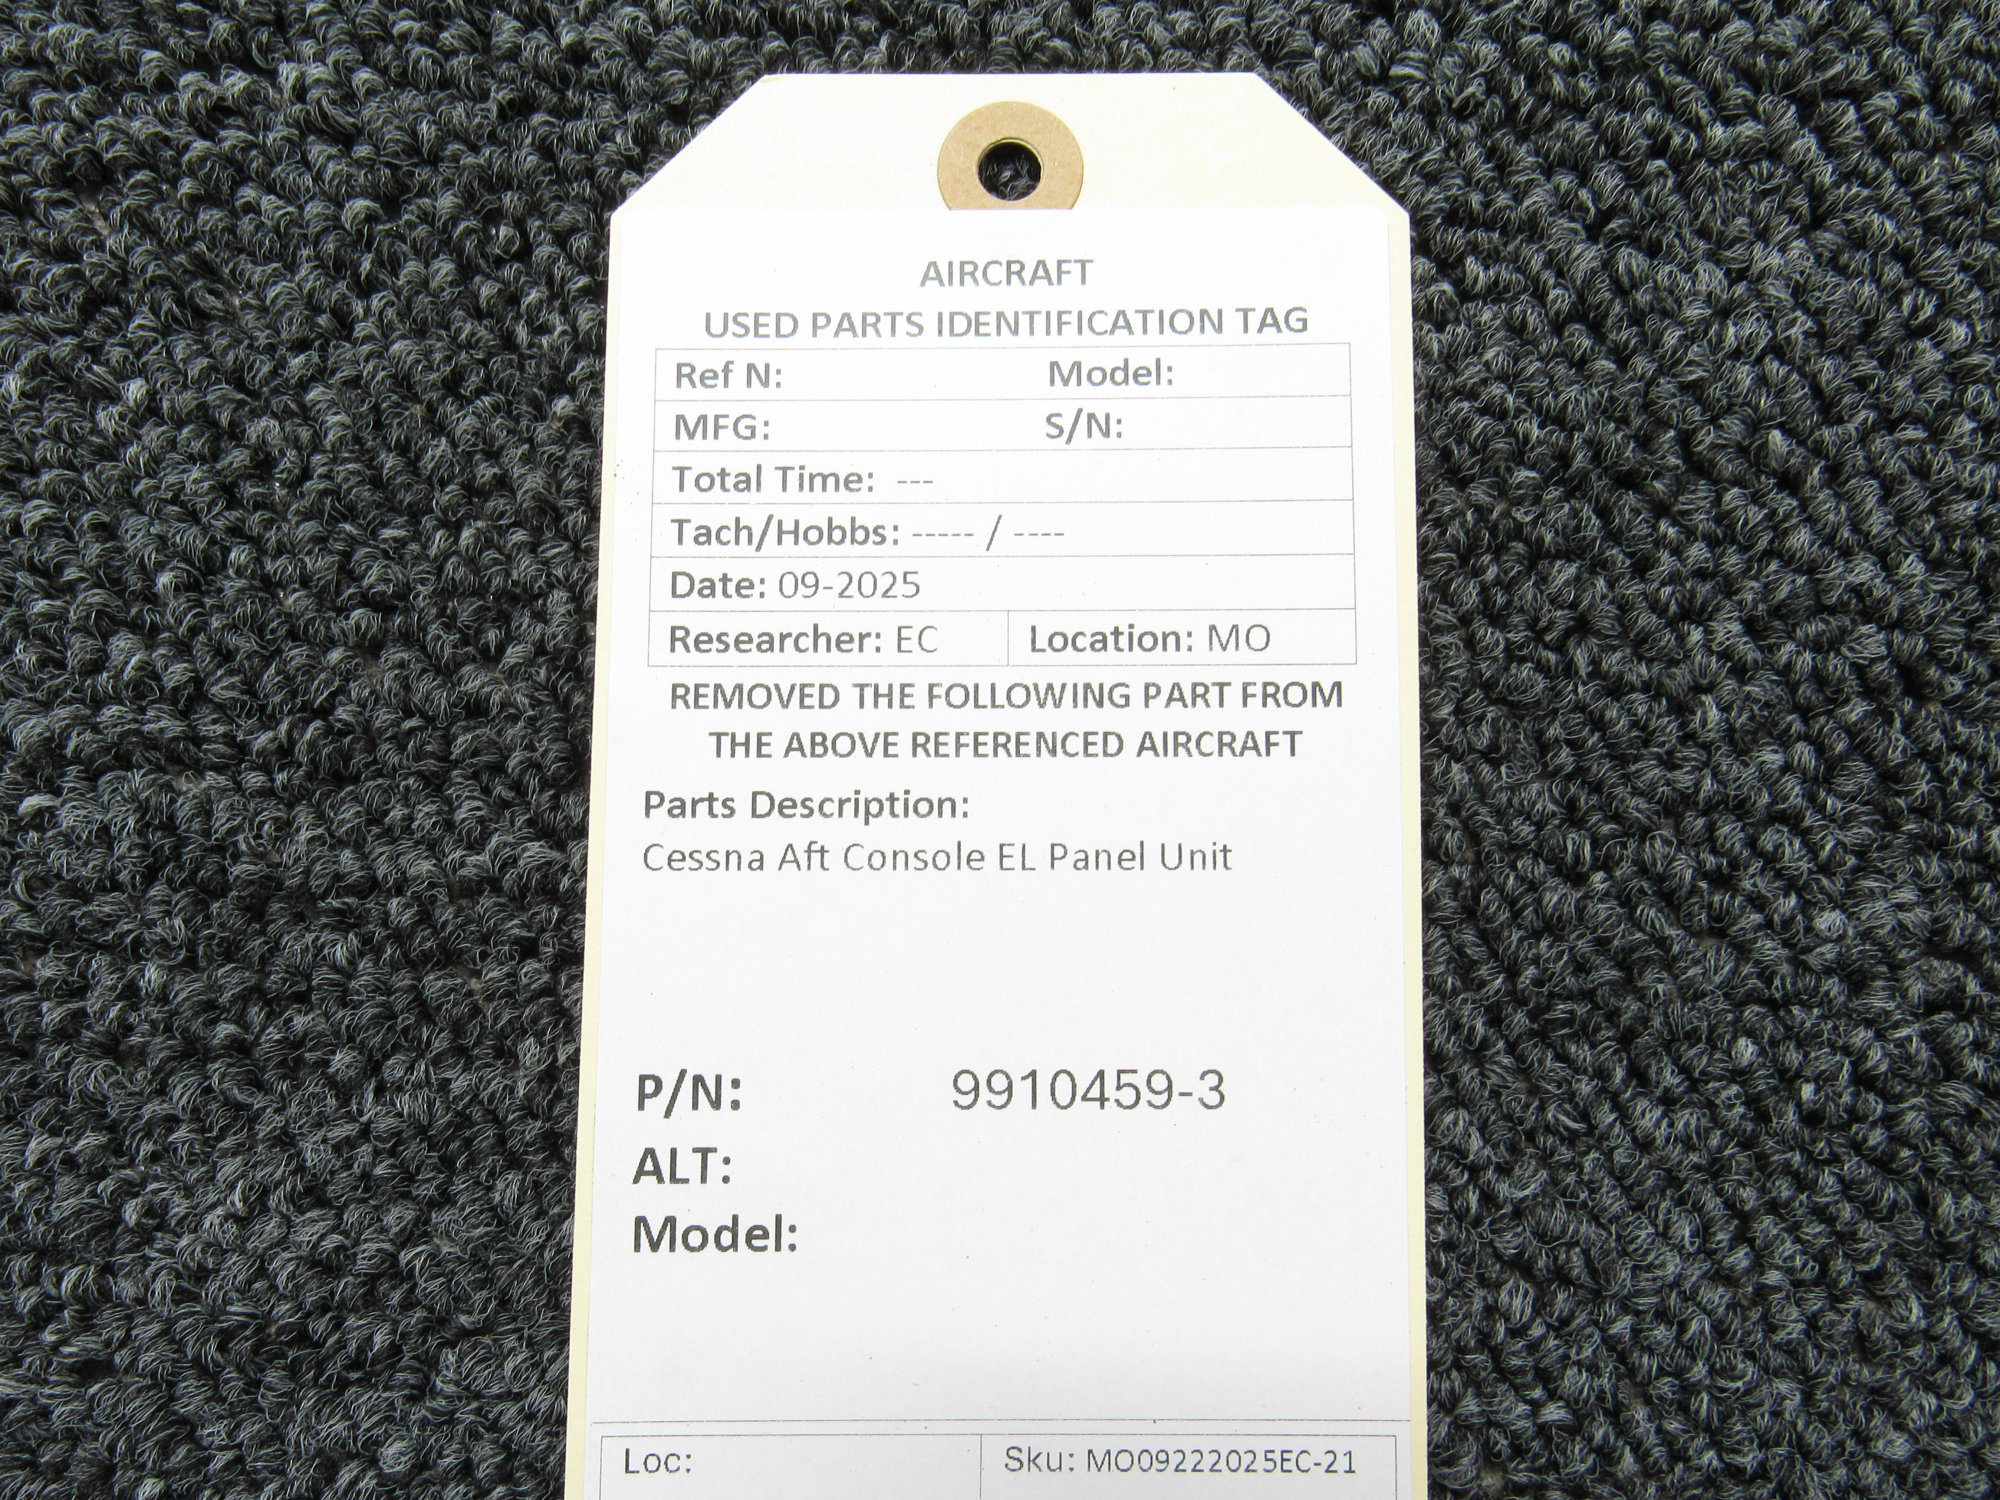 AIRCRAFT
USED PARTS IDENTIFICATION TAG
Ref N: Model:
MFG: S/N:
Total Time: ---
Tach/Hobbs: ----- / ----
Date: 09-2025
Researcher: EC Location: MO
REMOVED THE FOLLOWING PART FROM
THE ABOVE REFERENCED AIRCRAFT
Parts Description:
Cessna Aft Console EL Panel Unit
P/N: 9910459-3
ALT:
Model:
Loc: Sku: MO09222025EC-21